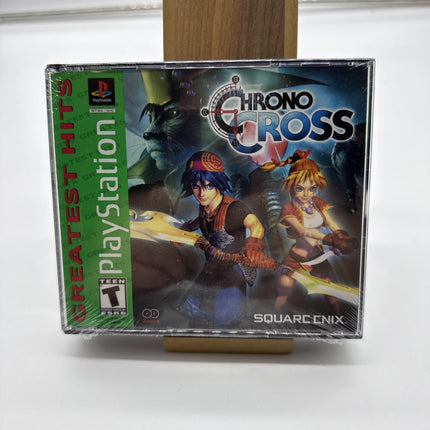 GREATEST HITS
PlayStation
PlayStation
CHRONO
CROSS
TEEN
T
ESRB
SQUARE ENIX